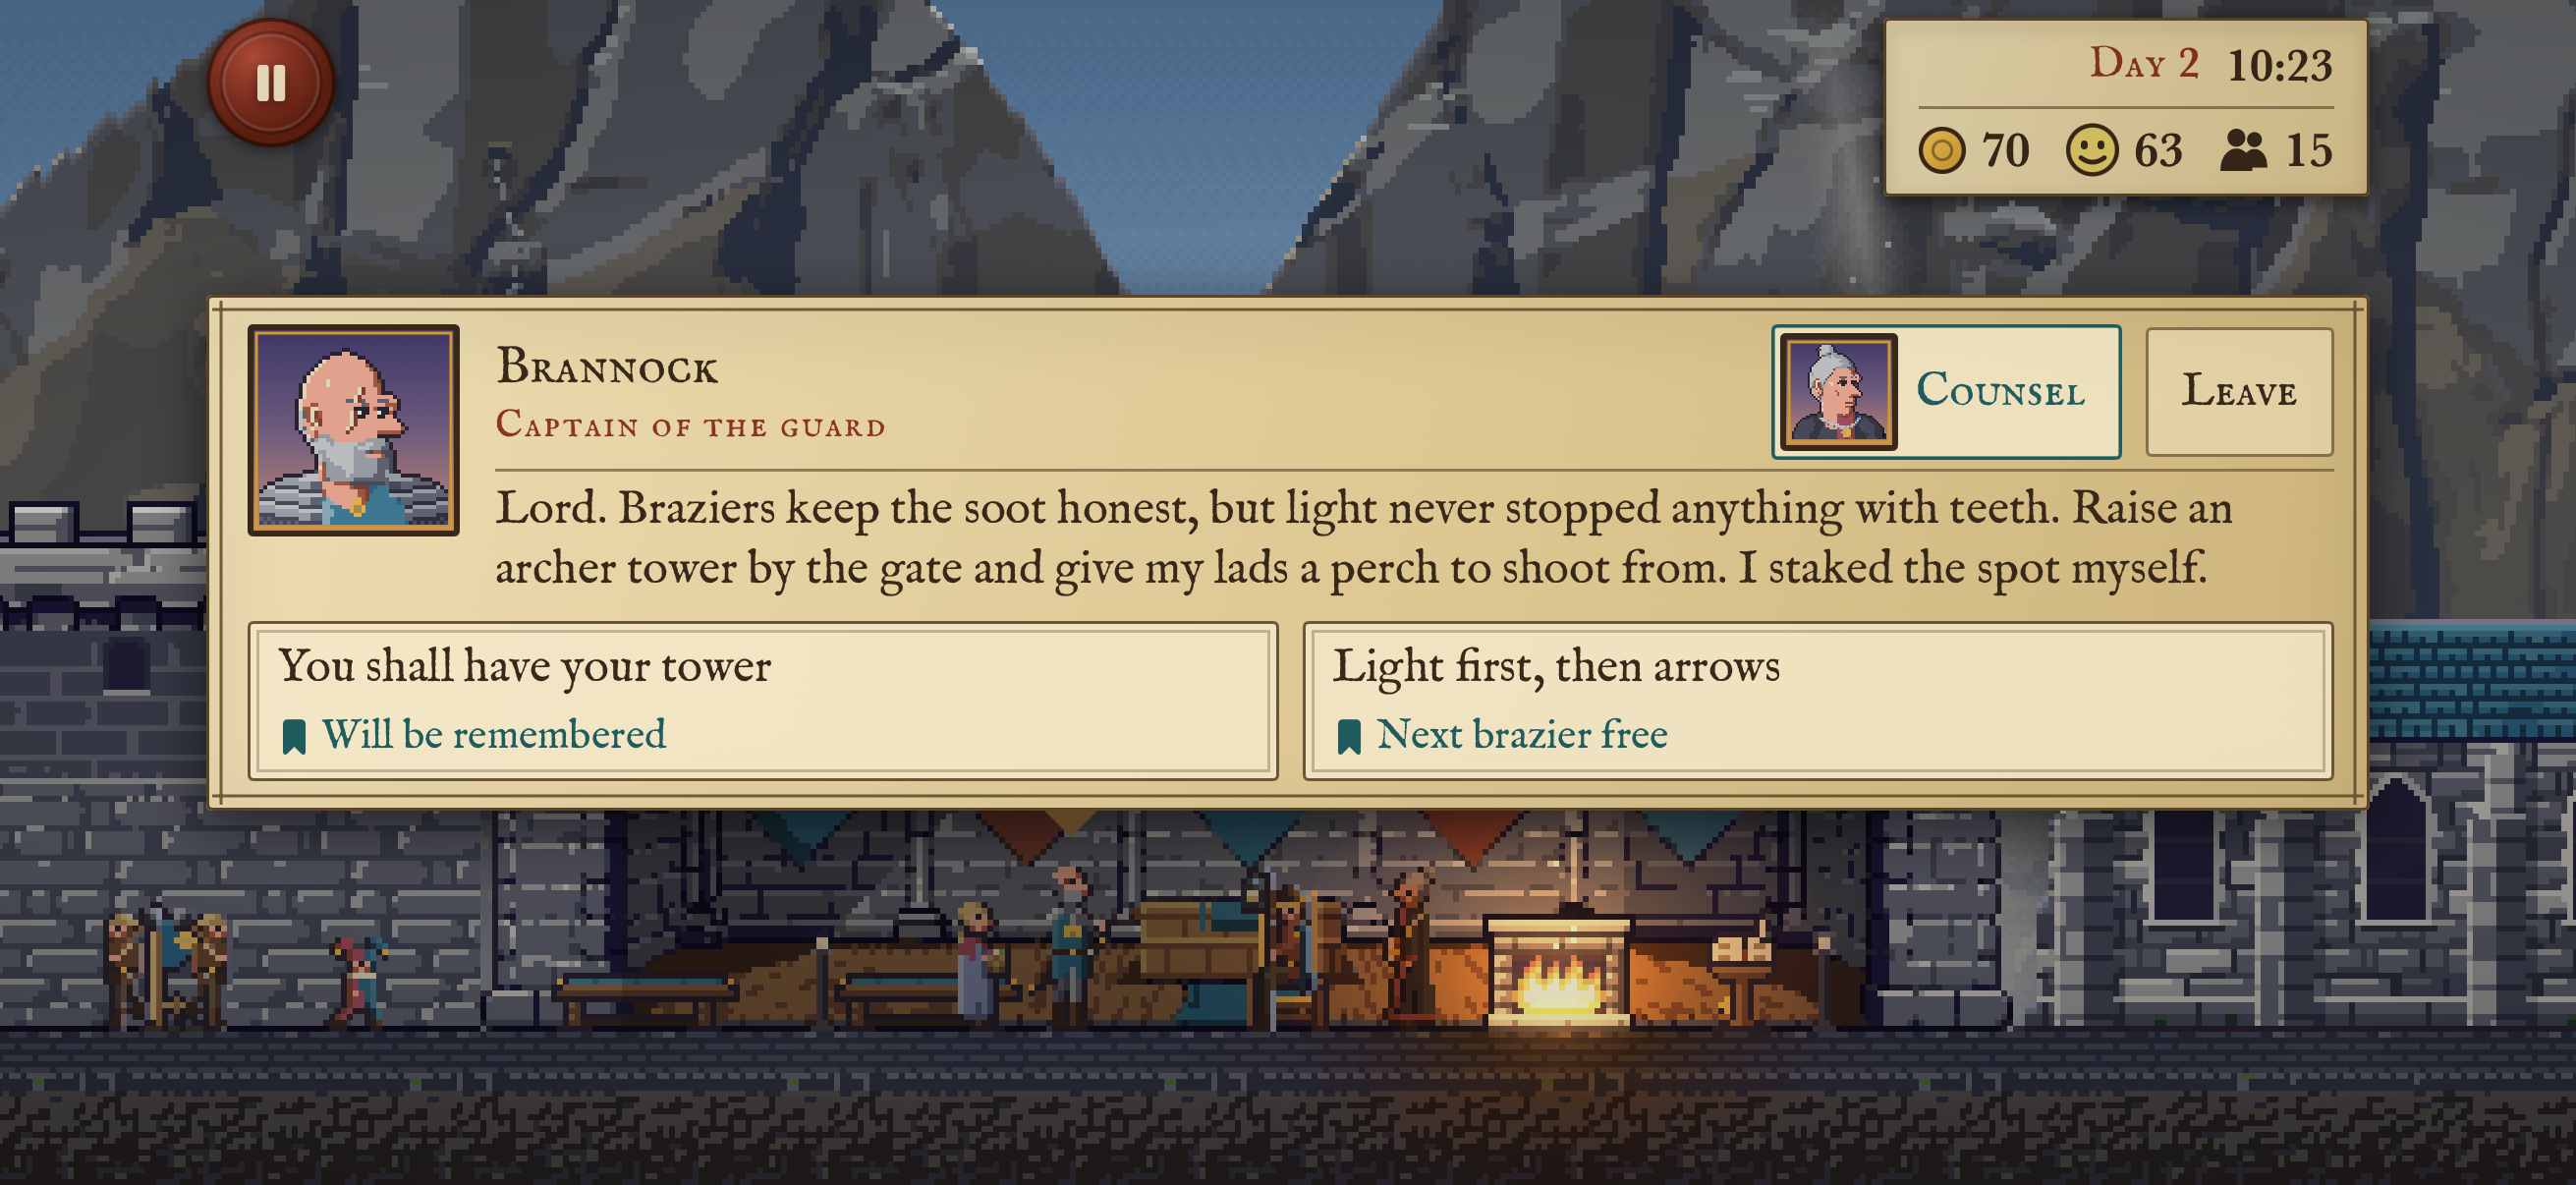 Day 2 10:23
70 63 15
Brannock
Captain of the guard
Counsel
Leave
Lord. Braziers keep the soot honest, but light never stopped anything with teeth. Raise an
archer tower by the gate and give my lads a perch to shoot from. I staked the spot myself.
You shall have your tower
Will be remembered
Light first, then arrows
Next brazier free